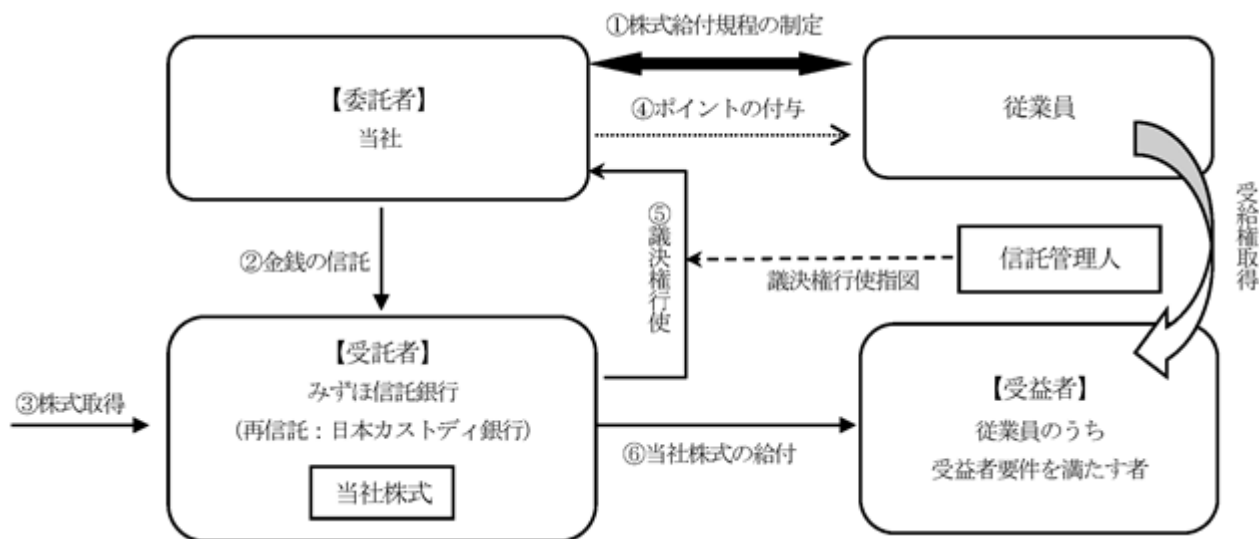 ①株式給付規程の制定
【委託者】
当社
④ポイントの付与
従業員
②金銭の信託
⑤議決権行使
議決権行使指図
信託管理人
受給権取得
③株式取得
【受託者】
みずほ信託銀行
(再信託:日本カストディ銀行)
当社株式
⑥当社株式の給付
【受益者】
従業員のうち
受益者要件を満たす者